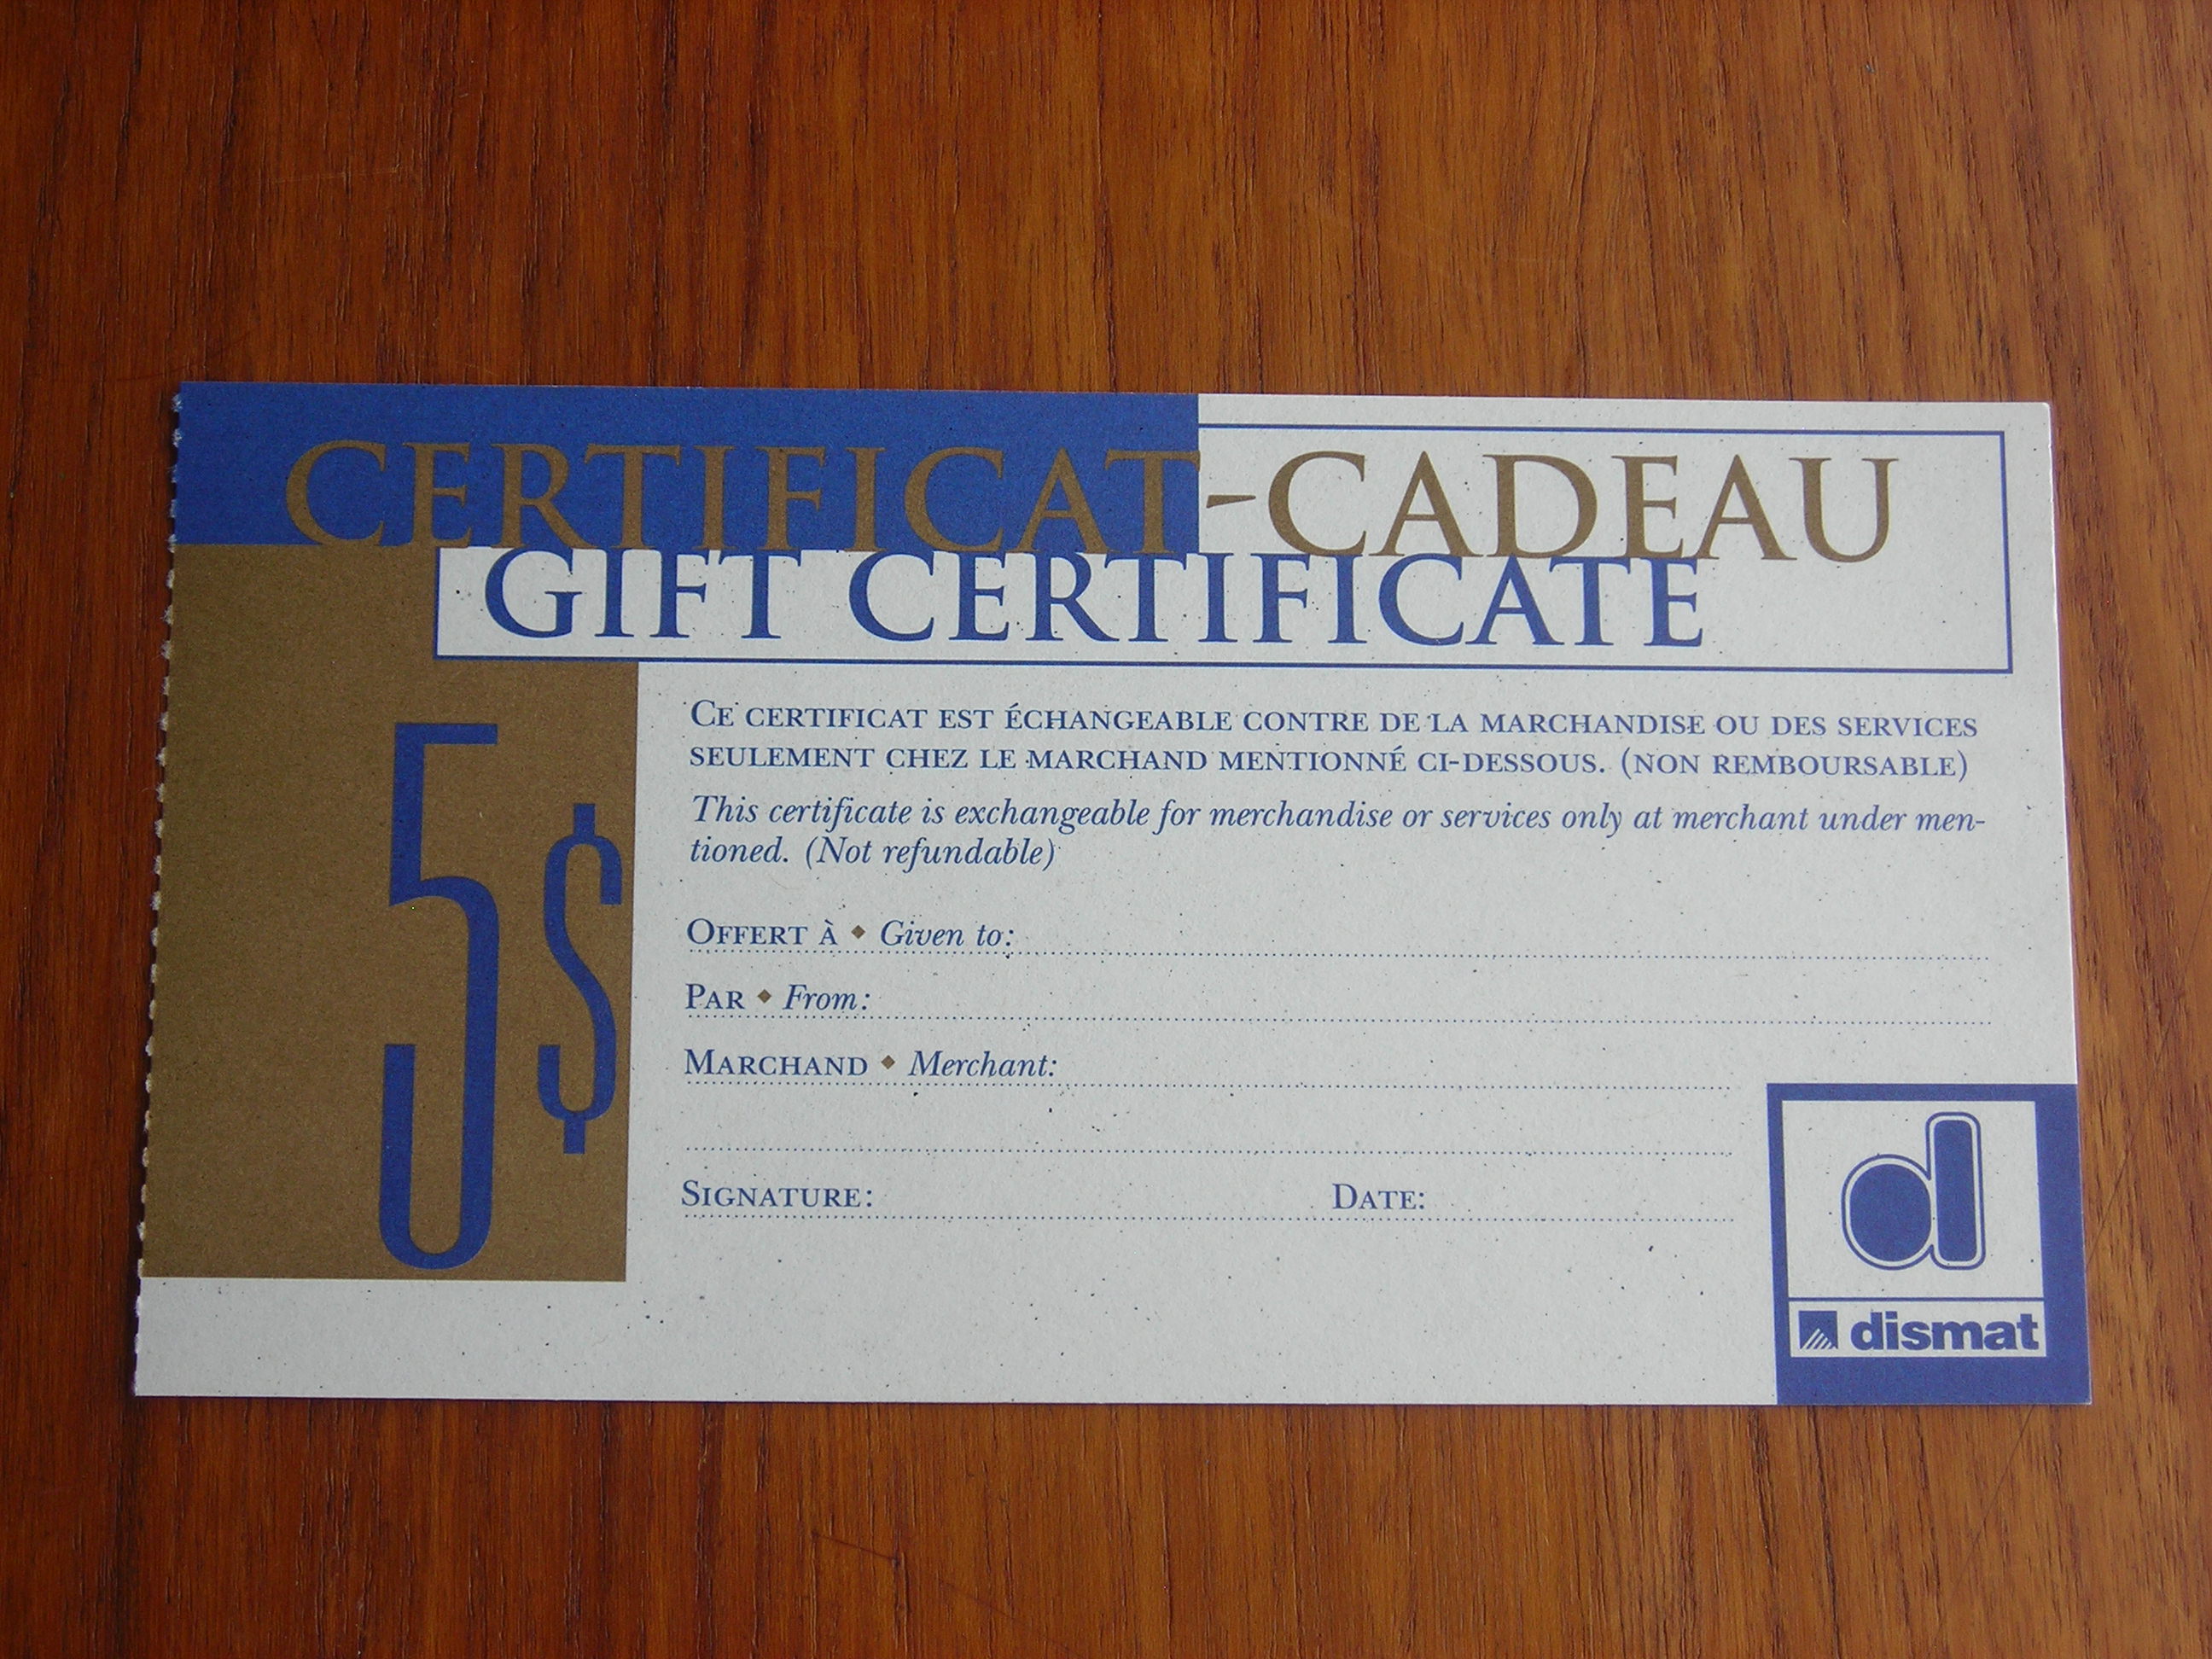 CERTIFICAT-CADEAU
GIFT CERTIFICATE
5$
CE CERTIFICAT EST ÉCHANGEABLE CONTRE DE LA MARCHANDISE OU DES SERVICES
SEULEMENT CHEZ LE MARCHAND MENTIONNÉ CI-DESSOUS. (NON REMBOURSABLE)
This certificate is exchangeable for merchandise or services only at merchant under men-
tioned. (Not refundable)
OFFERT À ◆ Given to:
PAR ◆ From:
MARCHAND ◆ Merchant:
SIGNATURE: DATE:
d
dismat